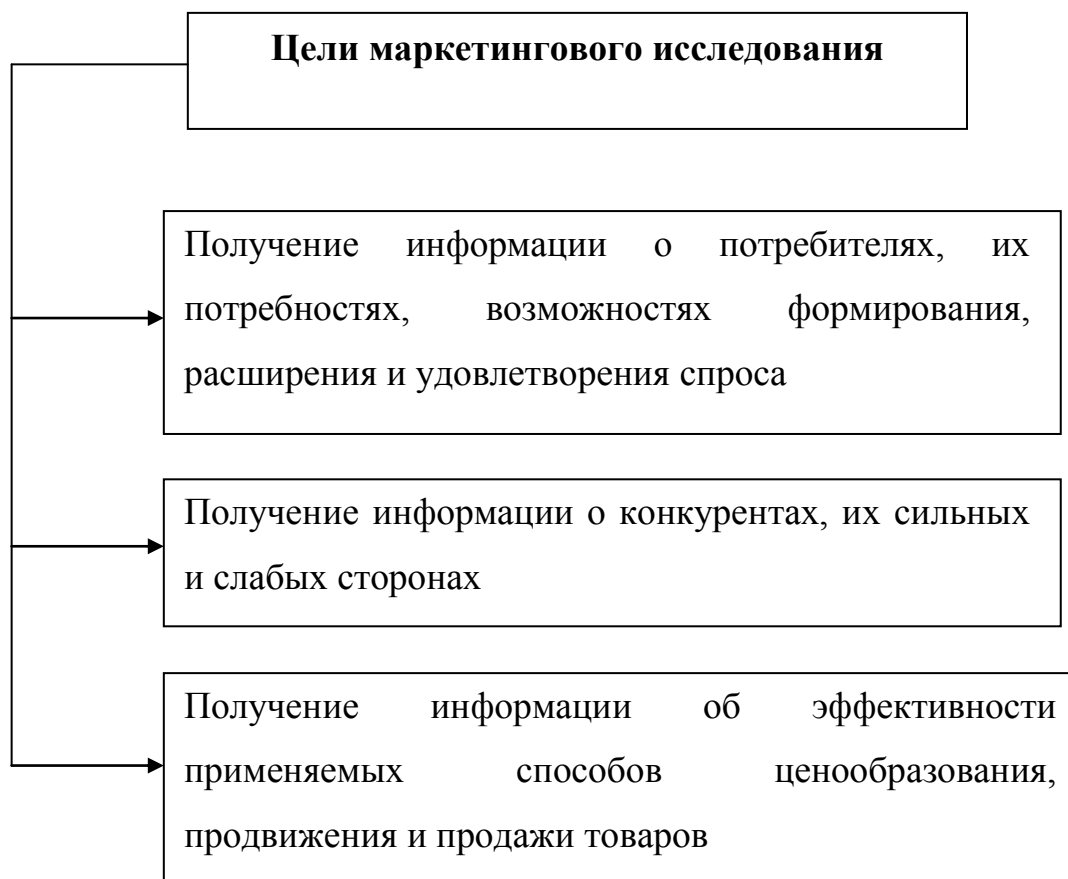 Цели маркетингового исследования
Получение информации о потребителях, их
потребностях, возможностях формирования,
расширения и удовлетворения спроса
Получение информации о конкурентах, их сильных
и слабых сторонах
Получение информации об эффективности
применяемых способов ценообразования,
продвижения и продажи товаров